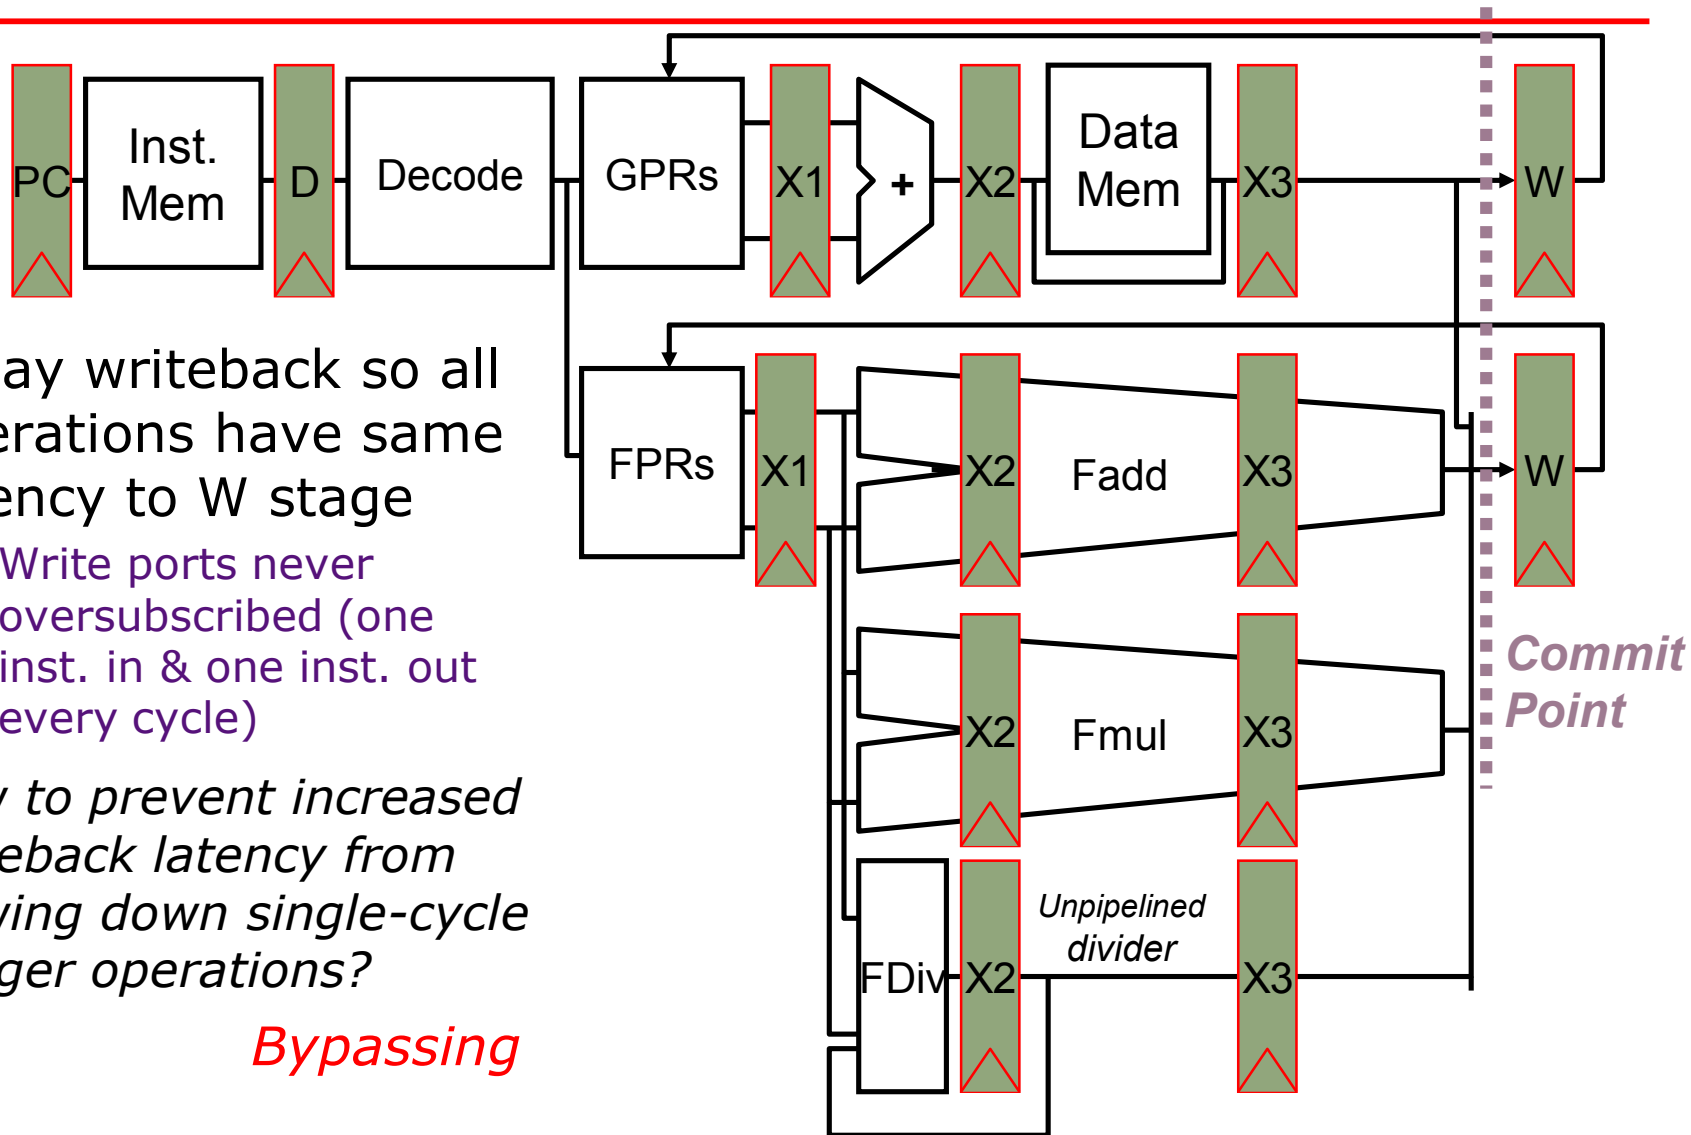 PC
Inst.
Mem
D
Decode
GPRs
X1
+
X2
Data
Mem
X3
W
ay writeback so all
erations have same
ency to W stage
Write ports never
oversubscribed (one
inst. in & one inst. out
every cycle)
to prevent increased
eback latency from
ing down single-cycle
ger operations?
Bypassing
FPRs
X1
X2
Fadd
X3
W
X2
Fmul
X3
Commit
Point
FDiv
X2
Unpipelined
divider
X3